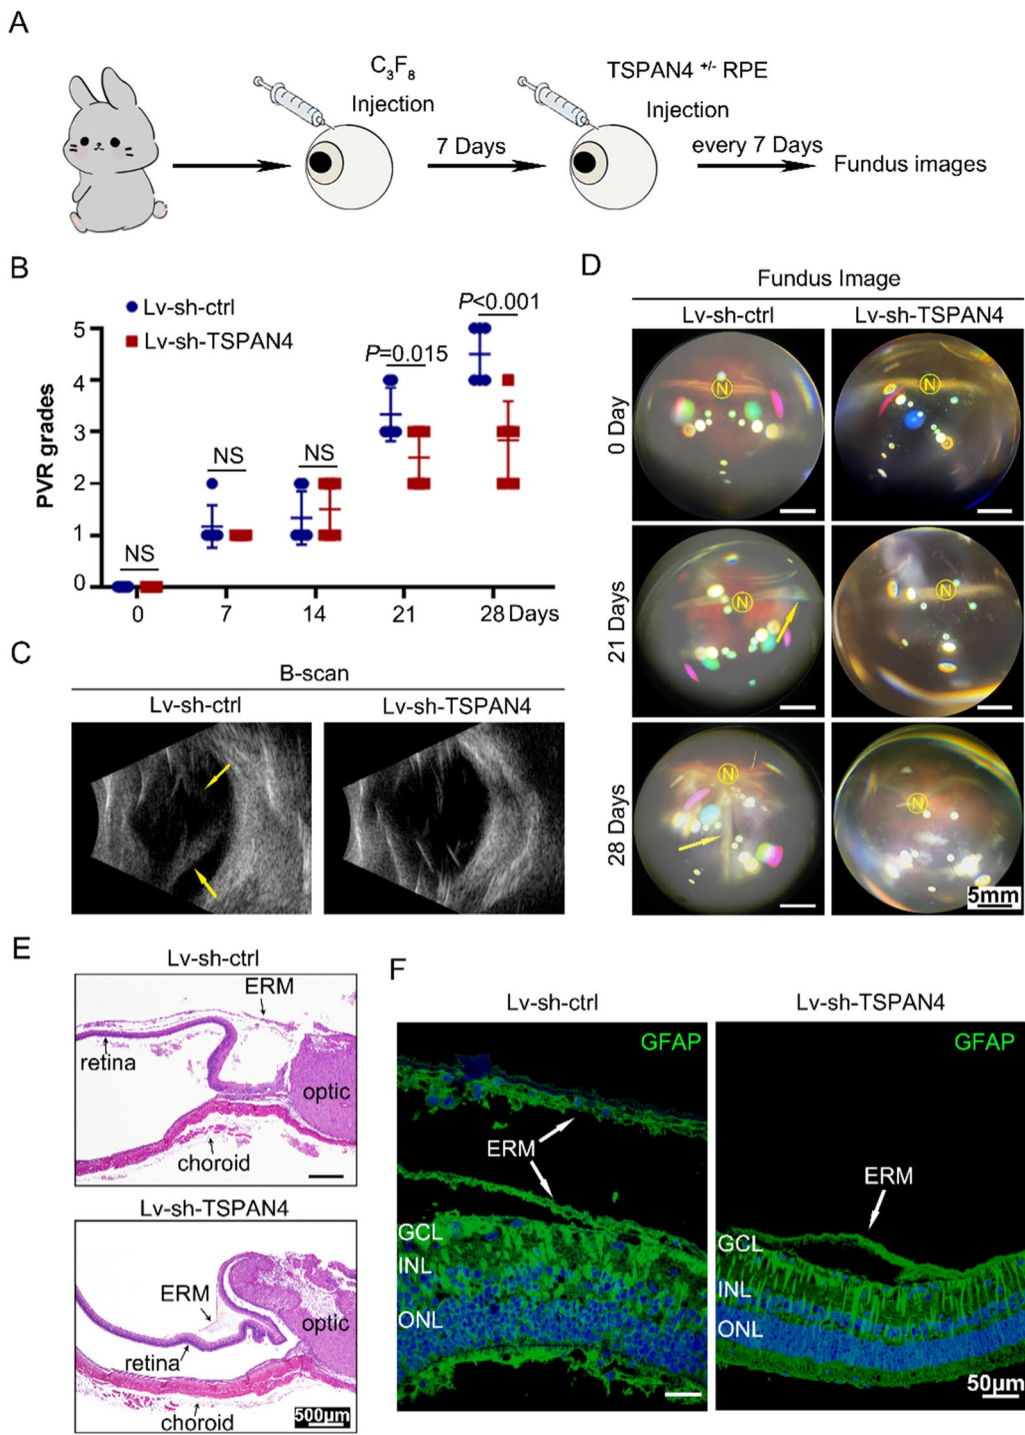 A
C3F8
Injection
7 Days
TSPAN4 +/- RPE
Injection
every 7 Days
Fundus images
B
Lv-sh-ctrl
Lv-sh-TSPAN4
PVR grades
5
4
3
2
1
0
NS
NS
NS
P=0.015
P<0.001
0
7
14
21
28 Days
C
B-scan
Lv-sh-ctrl
Lv-sh-TSPAN4
D
Fundus Image
Lv-sh-ctrl
Lv-sh-TSPAN4
0 Day
N
N
21 Days
N
N
28 Days
N
N
5mm
E
Lv-sh-ctrl
ERM
retina
optic
choroid
Lv-sh-TSPAN4
ERM
optic
retina
choroid
500μm
F
Lv-sh-ctrl
GFAP
ERM
GCL
INL
ONL
Lv-sh-TSPAN4
GFAP
ERM
GCL
INL
ONL
50μm